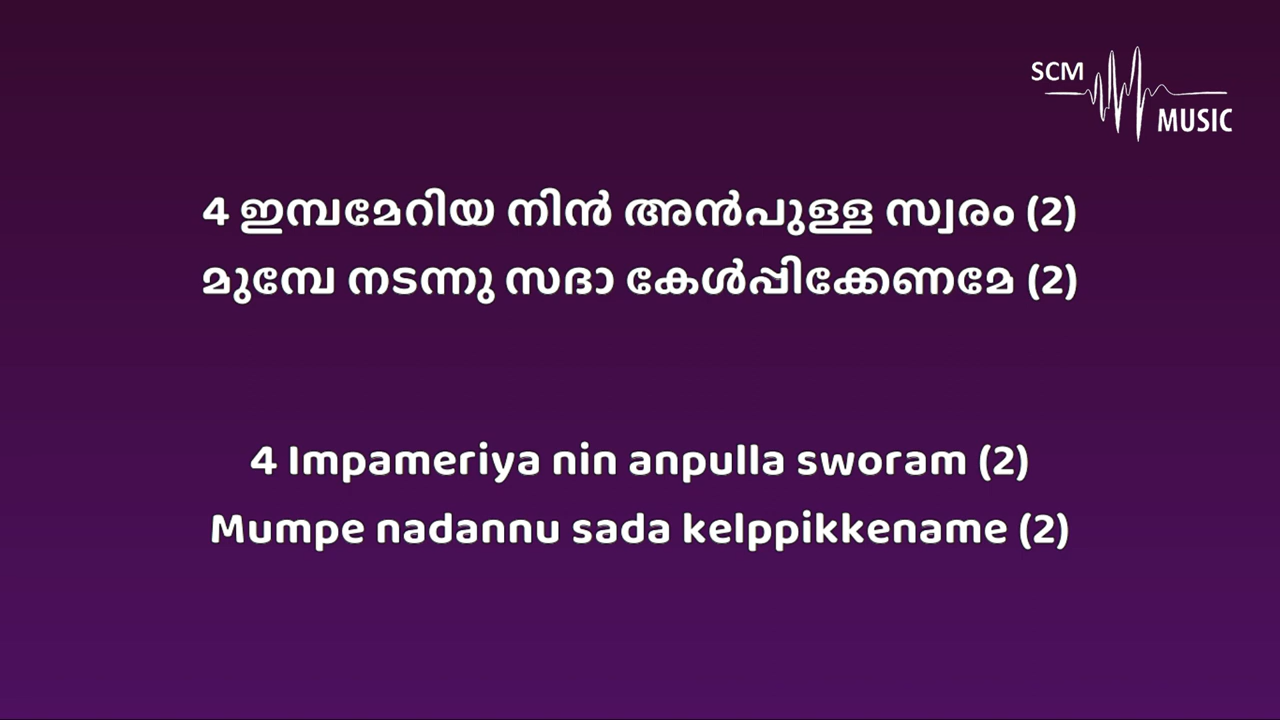 SCM
MUSIC
4 ഇമ്പമേറിയ നിൻ അൻപുള്ള സ്വരം (2)
മുമ്പേ നടന്നു സദാ കേൾപ്പിക്കേണമേ (2)
4 Impameriya nin anpulla sworam (2)
Mumpe nadannu sada kelppikkename (2)